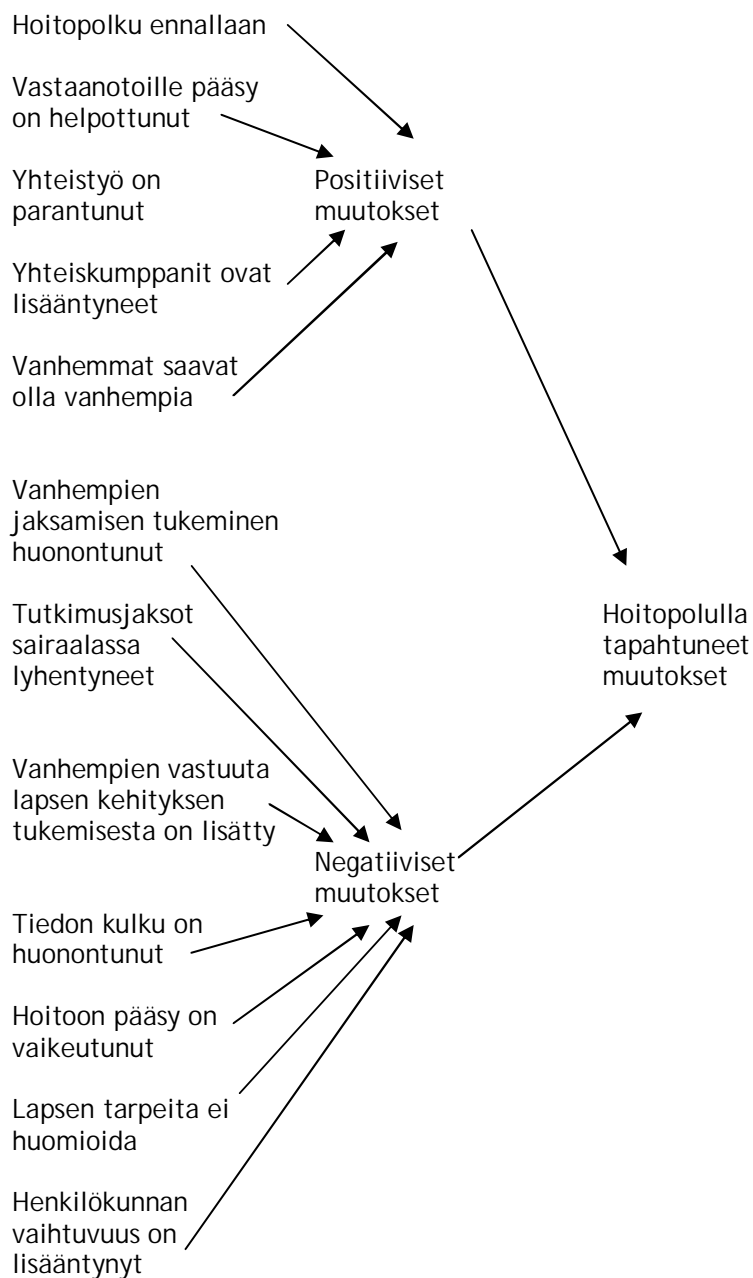 Hoitopolku ennallaan
Vastaanotoille pääsy
on helpottunut
Yhteistyö on
parantunut
Positiiviset
muutokset
Yhteiskumppanit ovat
lisääntyneet
Vanhemmat saavat
olla vanhempia
Vanhempien
jaksamisen tukeminen
huonontunut
Tutkimusjaksot
sairaalassa
lyhentyneet
Hoitopolulla
tapahtuneet
muutokset
Vanhempien vastuuta
lapsen kehityksen
tukemisesta on lisätty
Negatiiviset
muutokset
Tiedon kulku on
huonontunut
Hoitoon pääsy on
vaikeutunut
Lapsen tarpeita ei
huomioida
Henkilökunnan
vaihtuvuus on
lisääntynyt